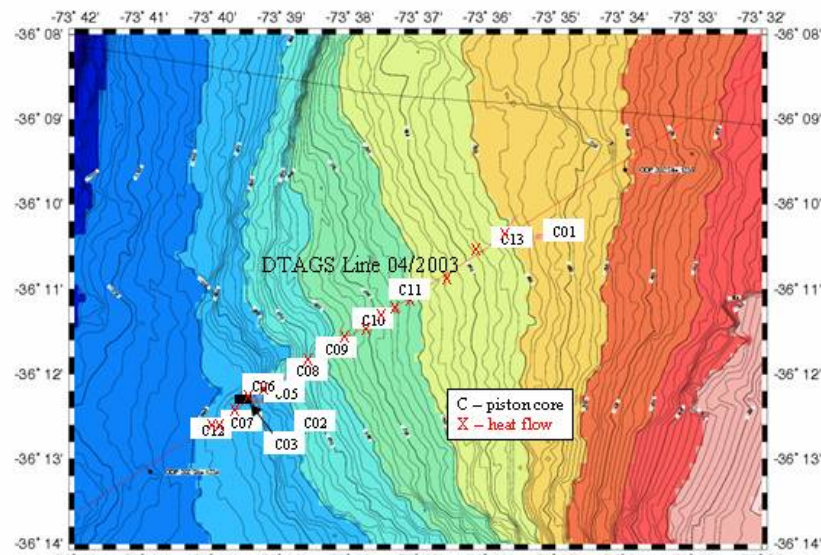 -73° 42' -73° 41' -73° 40' -73° 39' -73° 38' -73° 37' -73° 36' -73° 35' -73° 34' -73° 33' -73° 32'
-36° 08' -36° 08'
-36° 09' -36° 09'
-36° 10' -36° 10'
C13 C01
DTAGS Line 04/2003
-36° 11' -36° 11'
C11
C10
C09
-36° 12' -36° 12'
C08
C06
C05
C – piston core
X – heat flow
C07 C02
C12
C03
-36° 13' -36° 13'
-36° 14' -36° 14'